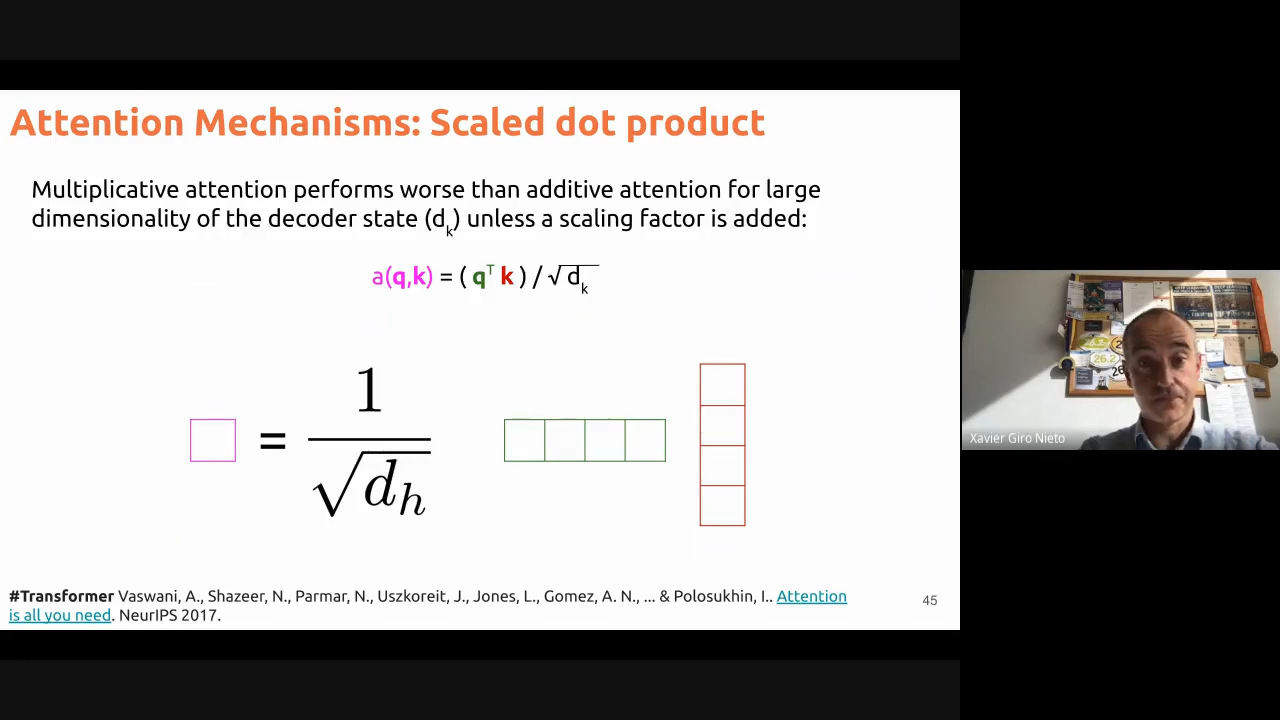 Attention Mechanisms: Scaled dot product
Multiplicative attention performs worse than additive attention for large
dimensionality of the decoder state (dk) unless a scaling factor is added:
a(q,k) = ( qᵀ k ) / √dk
= 1/√dh
#Transformer Vaswani, A., Shazeer, N., Parmar, N., Uszkoreit, J., Jones, L., Gomez, A. N., ... & Polosukhin, I.. Attention
is all you need. NeurIPS 2017.
45
Xavier Giro Nieto
26.2